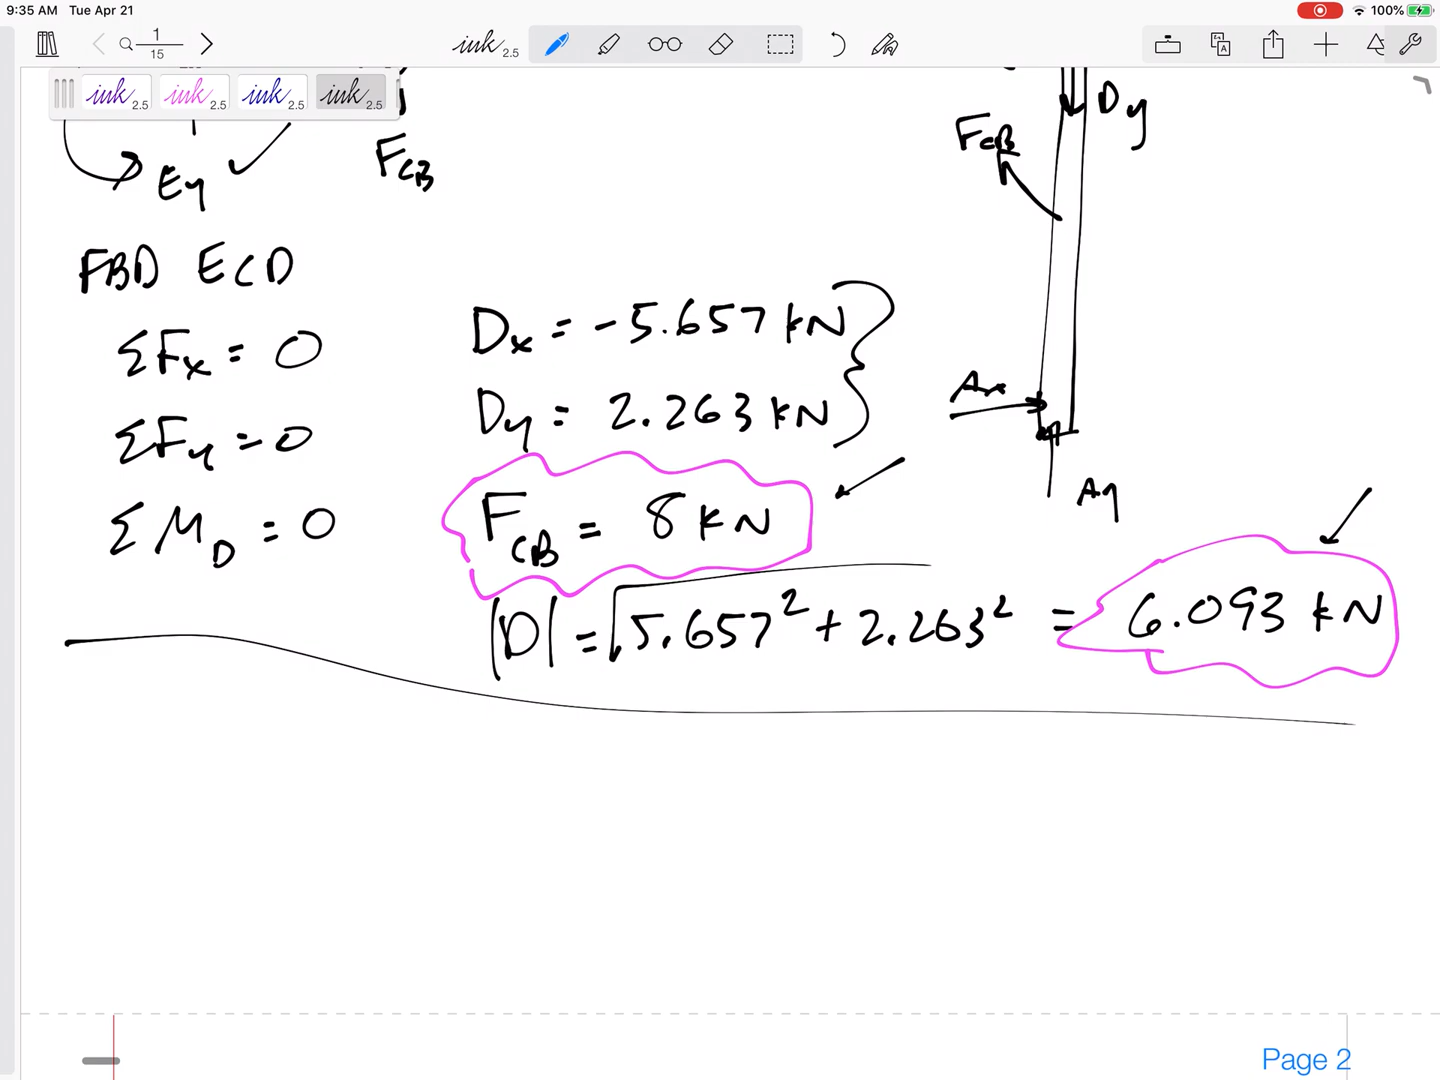 9:35 AM Tue Apr 21
100%
1
15
ink 2.5
ink 2.5
ink 2.5
ink 2.5
ink 2.5
Dy
FCB
Ey
FCB
FBD ECD
ΣFx = 0
Dx = -5.657 kN
Ax
ΣFy = 0
Dy = 2.263 kN
Ay
ΣMD = 0
FCB = 8 kN
|D| = √5.657² + 2.263² = 6.093 kN
Page 2